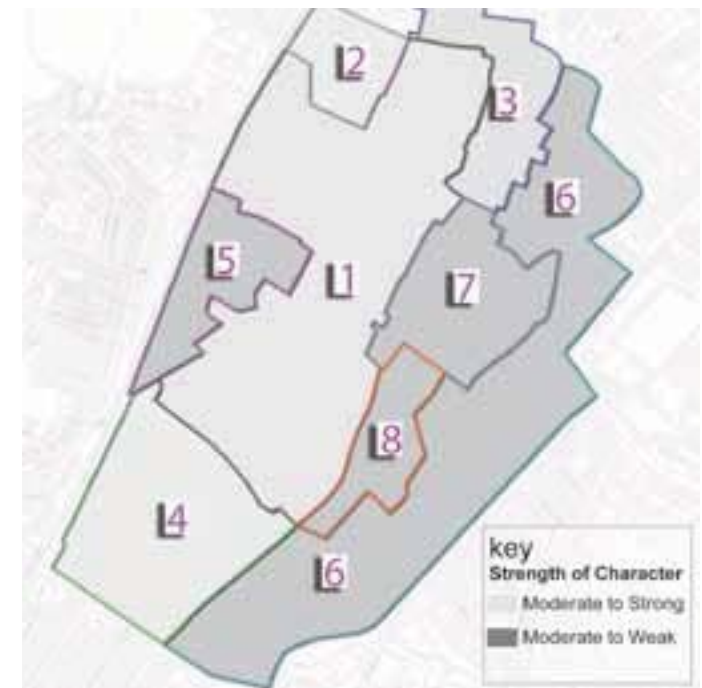 L2
L3
L6
L5
L1
L7
L8
L4
L6
key
Strength of Character
Moderate to Strong
Moderate to Weak